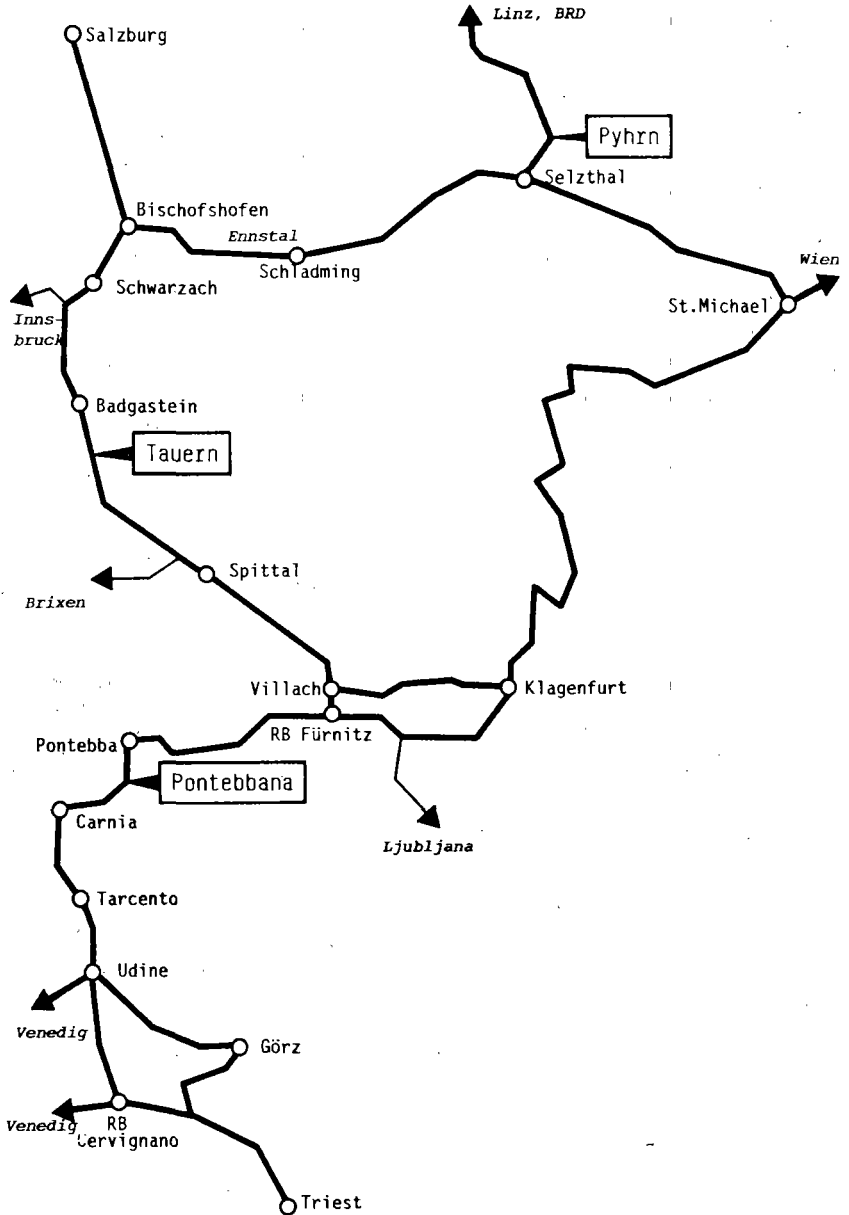 Linz, BRD
Salzburg
Pyhrn
Selzthal
Bischofshofen
Ennstal
Schladming
Wien
Schwarzach
St.Michael
Inns-
bruck
Badgastein
Tauern
Spittal
Brixen
Villach
Klagenfurt
RB Fürnitz
Pontebba
Pontebbana
Carnia
Ljubljana
Tarcento
Udine
Venedig
Görz
Venedig
RB
Cervignano
Triest